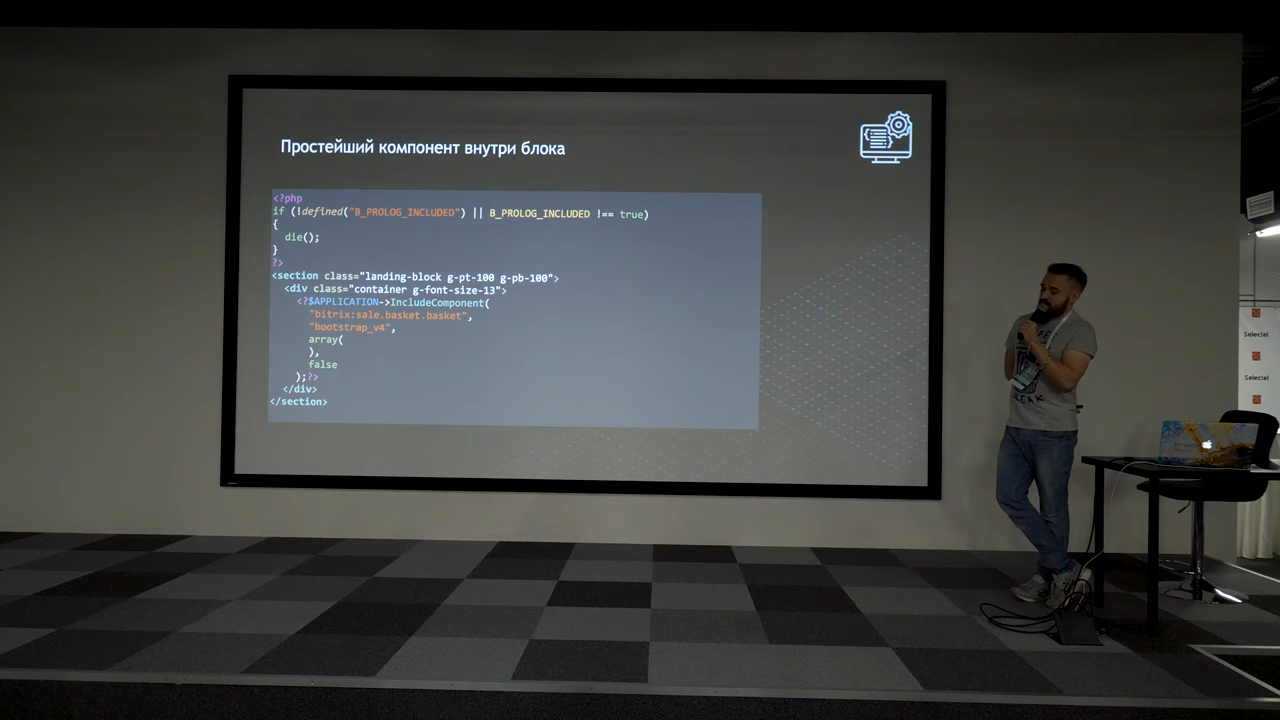 Простейший компонент внутри блока
<?php
if (!defined("B_PROLOG_INCLUDED") || B_PROLOG_INCLUDED !== true)
{
die();
}
?>
<section class="landing-block g-pt-100 g-pb-100">
<div class="container g-font-size-13">
<?$APPLICATION->IncludeComponent(
"bitrix:sale.basket.basket",
"bootstrap_v4",
array(
),
false
);?>
</div>
</section>
Selectel
Selectel